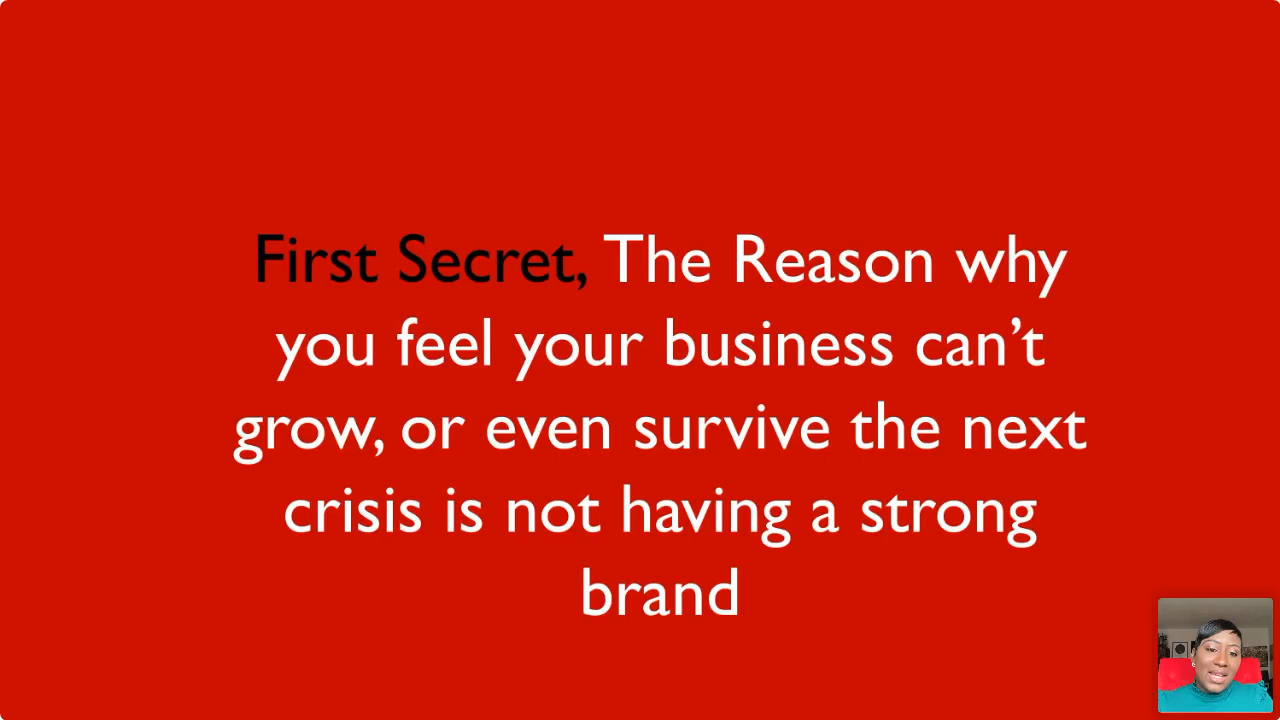 First Secret, The Reason why
you feel your business can’t
grow, or even survive the next
crisis is not having a strong
brand